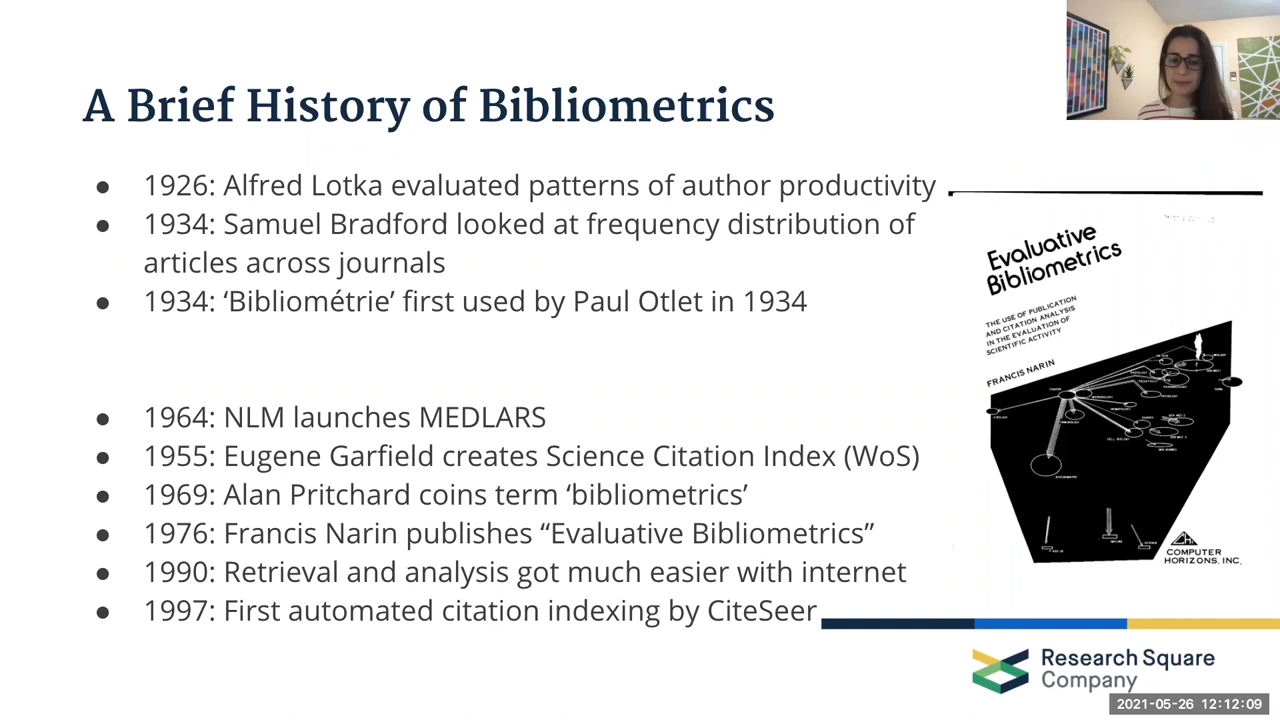 A Brief History of Bibliometrics
● 1926: Alfred Lotka evaluated patterns of author productivity
● 1934: Samuel Bradford looked at frequency distribution of
articles across journals
● 1934: ‘Bibliométrie’ first used by Paul Otlet in 1934
● 1964: NLM launches MEDLARS
● 1955: Eugene Garfield creates Science Citation Index (WoS)
● 1969: Alan Pritchard coins term ‘bibliometrics’
● 1976: Francis Narin publishes “Evaluative Bibliometrics”
● 1990: Retrieval and analysis got much easier with internet
● 1997: First automated citation indexing by CiteSeer
Evaluative
Bibliometrics
THE USE OF PUBLICATION
AND CITATION ANALYSIS
IN THE EVALUATION OF
SCIENTIFIC ACTIVITY
FRANCIS NARIN
COMPUTER
HORIZONS, INC.
Research Square
Company
2021-05-26 12:12:09